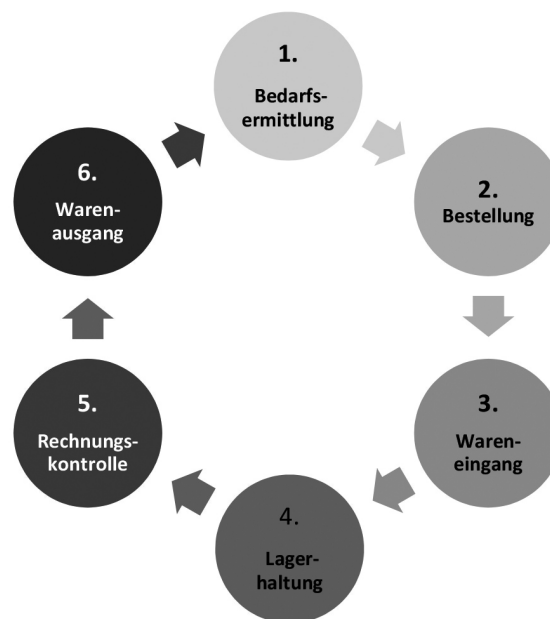 1.
Bedarfs-
ermittlung
2.
Bestellung
3.
Waren-
eingang
4.
Lager-
haltung
5.
Rechnungs-
kontrolle
6.
Waren-
ausgang